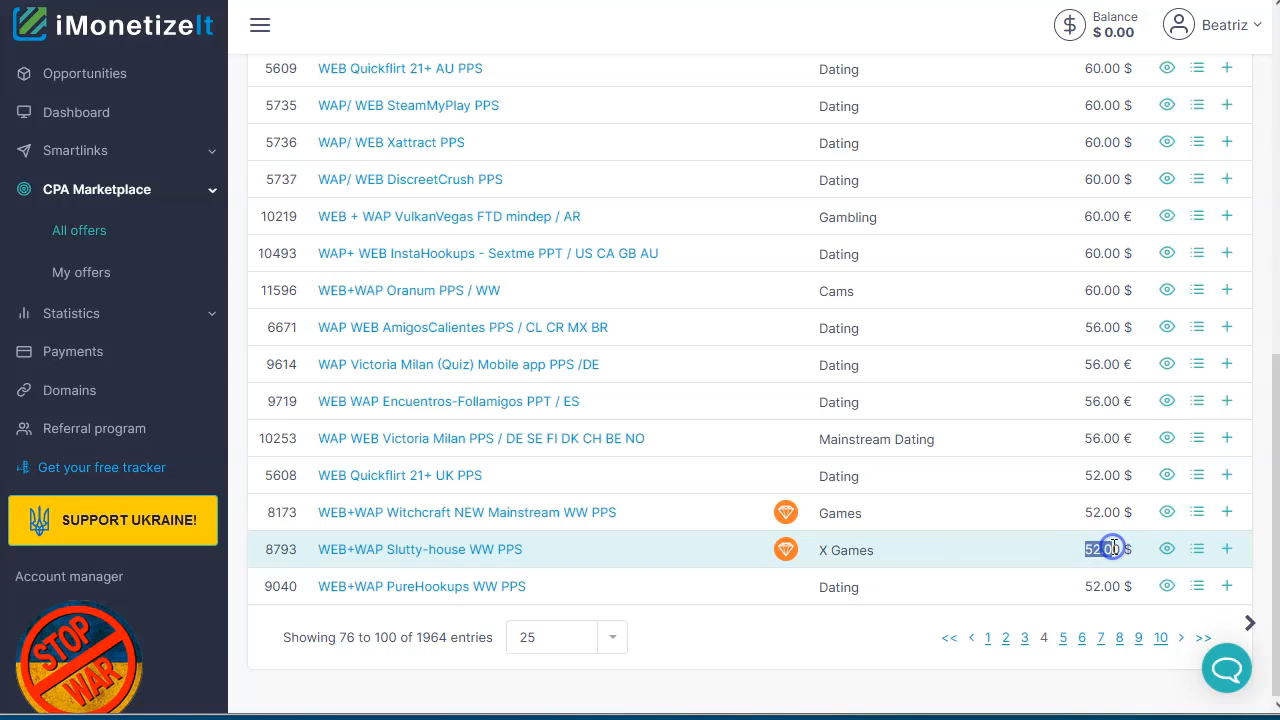 iMonetizeIt
Balance
$ 0.00
Beatriz
Opportunities
Dashboard
Smartlinks
CPA Marketplace
All offers
My offers
Statistics
Payments
Domains
Referral program
Get your free tracker
SUPPORT UKRAINE!
Account manager
STOP
WAR
5609 WEB Quickflirt 21+ AU PPS Dating 60.00 $
5735 WAP/ WEB SteamMyPlay PPS Dating 60.00 $
5736 WAP/ WEB Xattract PPS Dating 60.00 $
5737 WAP/ WEB DiscreetCrush PPS Dating 60.00 $
10219 WEB + WAP VulkanVegas FTD mindep / AR Gambling 60.00 €
10493 WAP+ WEB InstaHookups - Sextme PPT / US CA GB AU Dating 60.00 $
11596 WEB+WAP Oranum PPS / WW Cams 60.00 $
6671 WAP WEB AmigosCalientes PPS / CL CR MX BR Dating 56.00 $
9614 WAP Victoria Milan (Quiz) Mobile app PPS /DE Dating 56.00 €
9719 WEB WAP Encuentros-Follamigos PPT / ES Dating 56.00 €
10253 WAP WEB Victoria Milan PPS / DE SE FI DK CH BE NO Mainstream Dating 56.00 €
5608 WEB Quickflirt 21+ UK PPS Dating 52.00 $
8173 WEB+WAP Witchcraft NEW Mainstream WW PPS Games 52.00 $
8793 WEB+WAP Slutty-house WW PPS X Games 52.00 $
9040 WEB+WAP PureHookups WW PPS Dating 52.00 $
Showing 76 to 100 of 1964 entries 25 << < 1 2 3 4 5 6 7 8 9 10 > >>